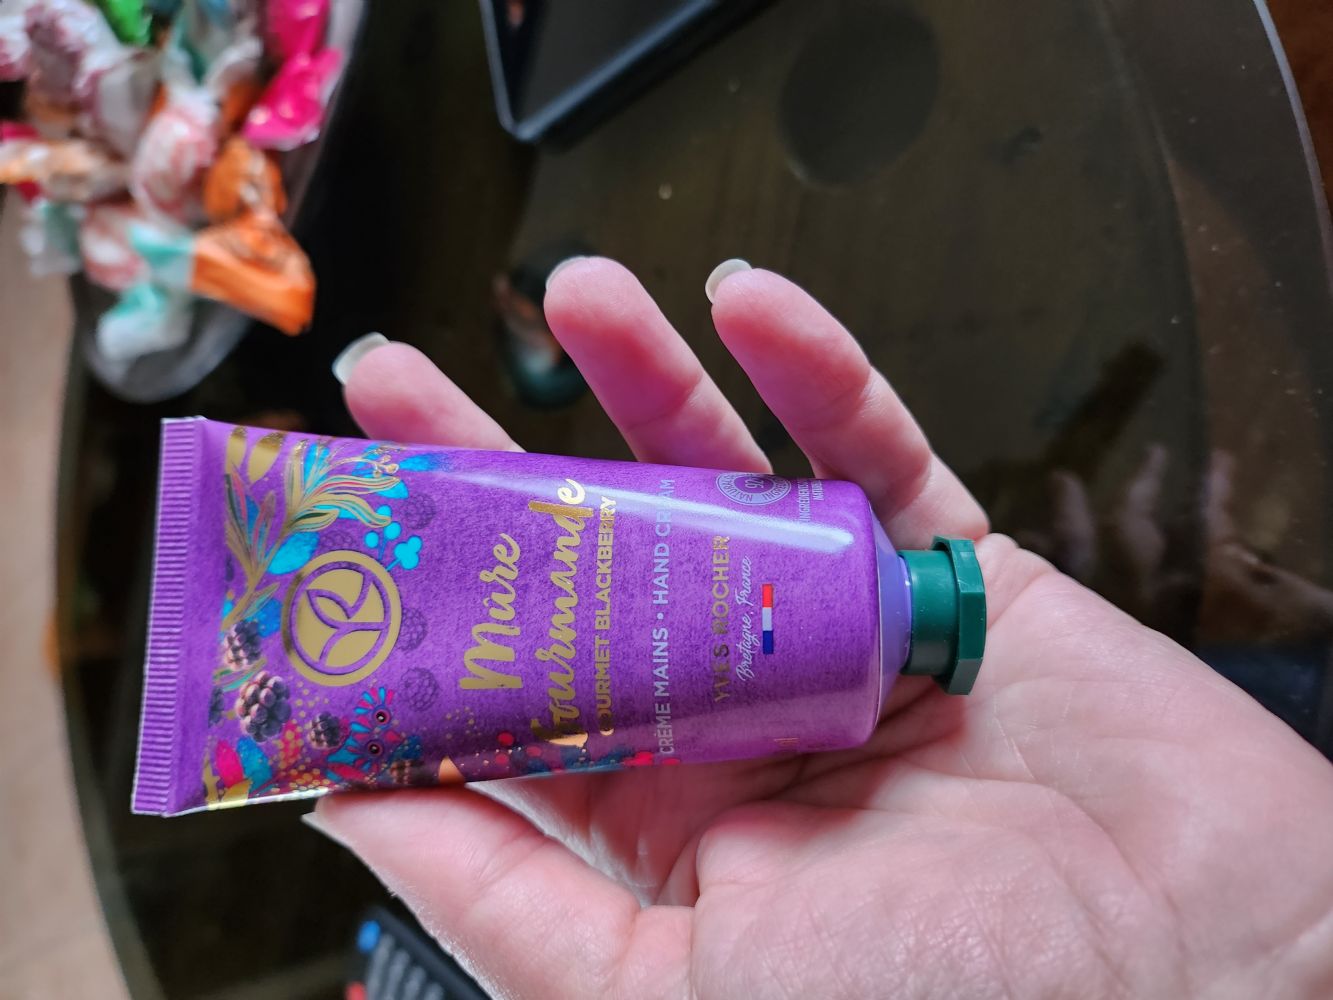 Mûre
Gourmande
GOURMET BLACKBERRY
CRÈME MAINS • HAND CREAM
YVES ROCHER
Bretagne, France